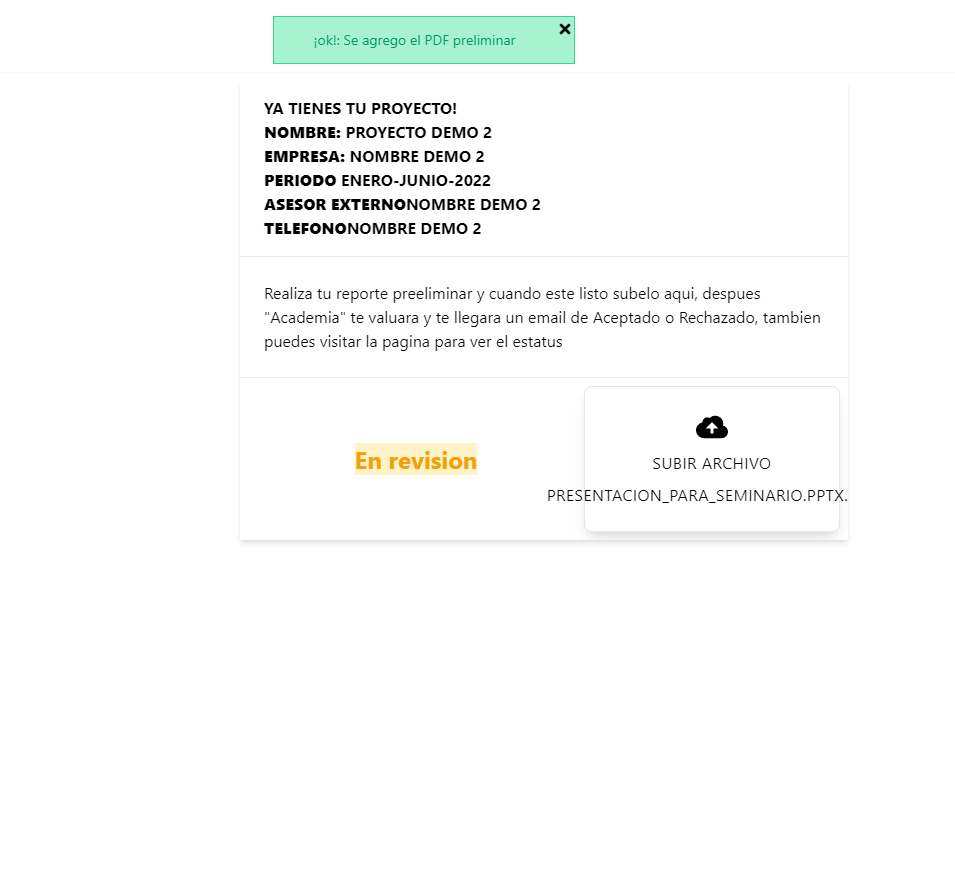 ¡ok!: Se agrego el PDF preliminar
YA TIENES TU PROYECTO!
NOMBRE: PROYECTO DEMO 2
EMPRESA: NOMBRE DEMO 2
PERIODO ENERO-JUNIO-2022
ASESOR EXTERNONOMBRE DEMO 2
TELEFONONOMBRE DEMO 2
Realiza tu reporte preeliminar y cuando este listo subelo aqui, despues
"Academia" te valuara y te llegara un email de Aceptado o Rechazado, tambien
puedes visitar la pagina para ver el estatus
En revision
SUBIR ARCHIVO
PRESENTACION_PARA_SEMINARIO.PPTX.